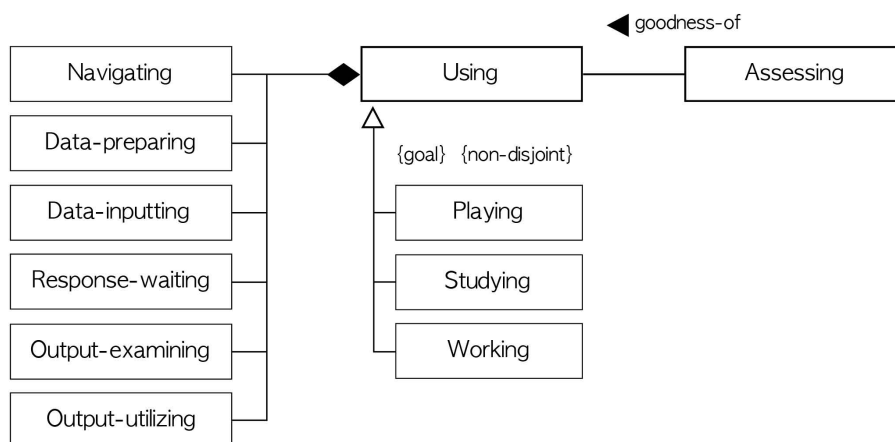 goodness-of
Navigating
Using
Assessing
Data-preparing
{goal} {non-disjoint}
Data-inputting
Playing
Response-waiting
Studying
Output-examining
Working
Output-utilizing